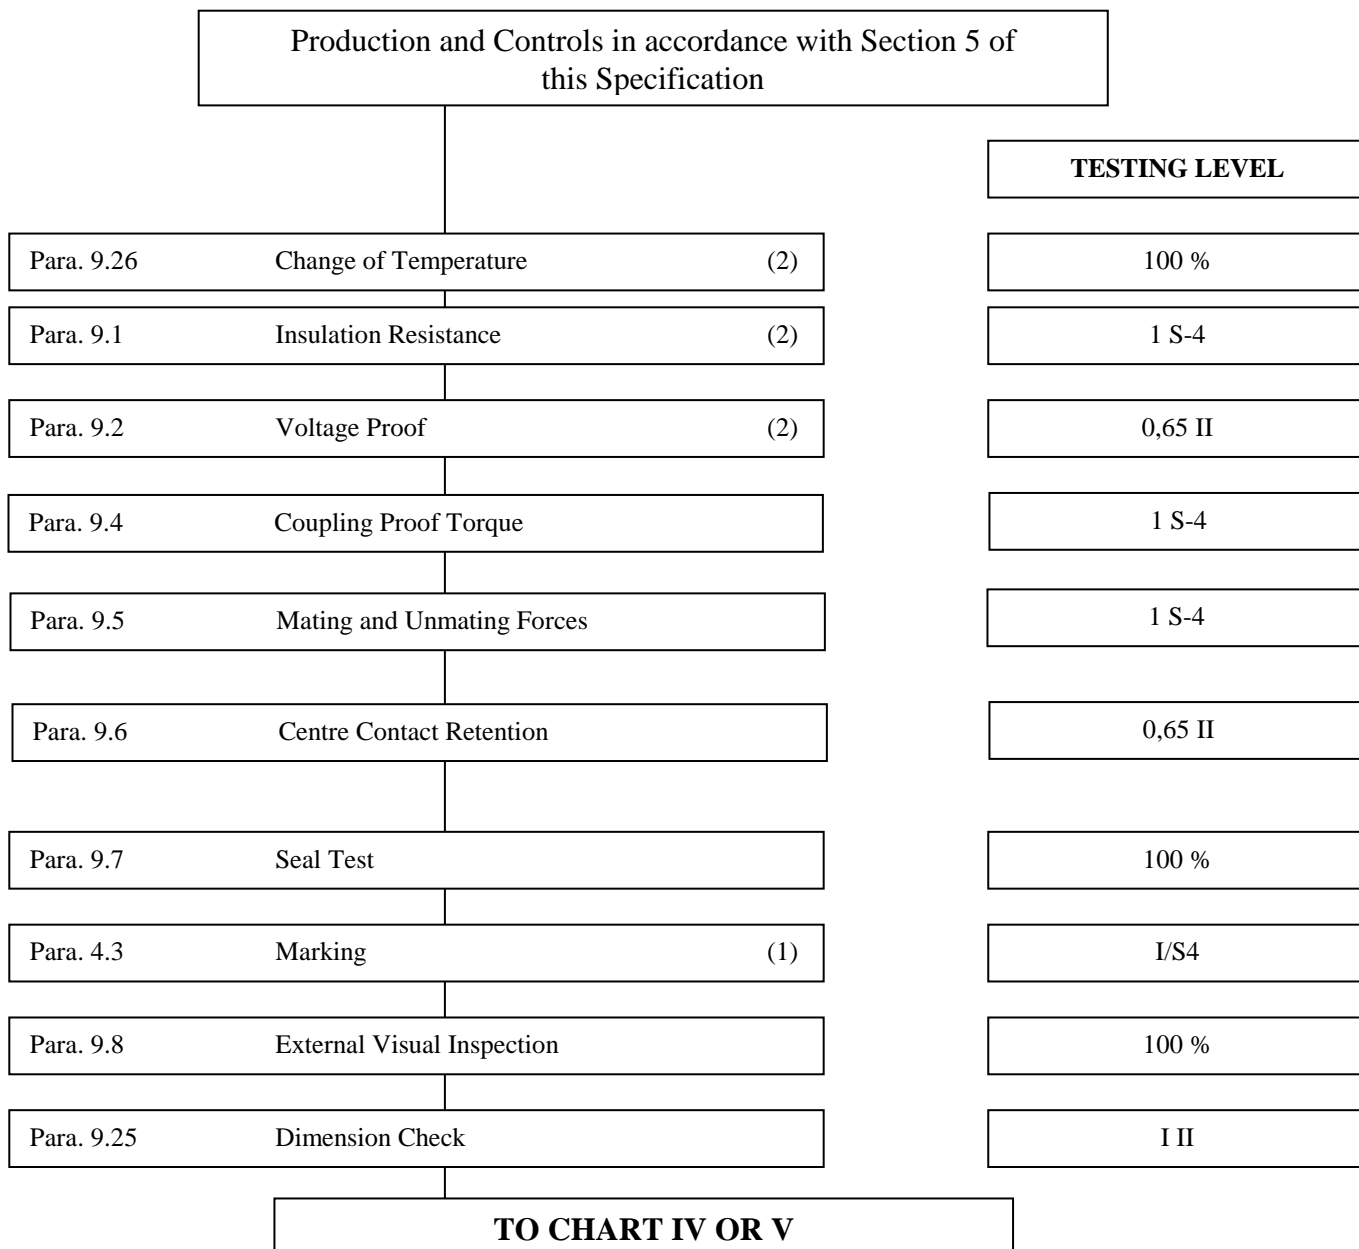 Production and Controls in accordance with Section 5 of
this Specification
TESTING LEVEL
Para. 9.26 Change of Temperature (2) 100 %
Para. 9.1 Insulation Resistance (2) 1 S-4
Para. 9.2 Voltage Proof (2) 0,65 II
Para. 9.4 Coupling Proof Torque 1 S-4
Para. 9.5 Mating and Unmating Forces 1 S-4
Para. 9.6 Centre Contact Retention 0,65 II
Para. 9.7 Seal Test 100 %
Para. 4.3 Marking (1) I/S4
Para. 9.8 External Visual Inspection 100 %
Para. 9.25 Dimension Check I II
TO CHART IV OR V